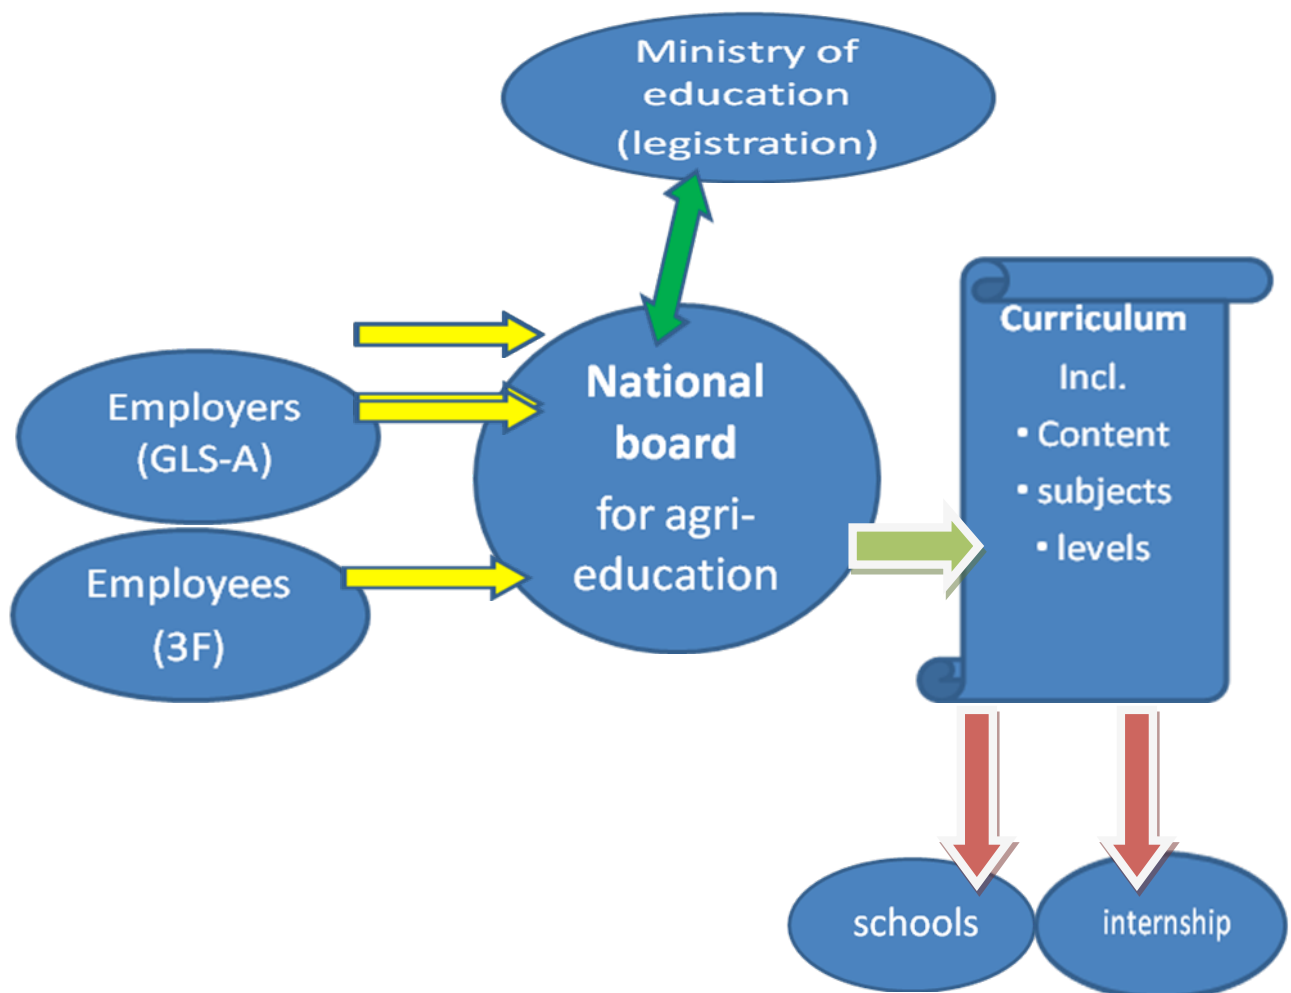 Ministry of
education
(legistration)
Employers
(GLS-A)
Employees
(3F)
National
board
for agri-
education
Curriculum
Incl.
• Content
• subjects
• levels
schools
internship